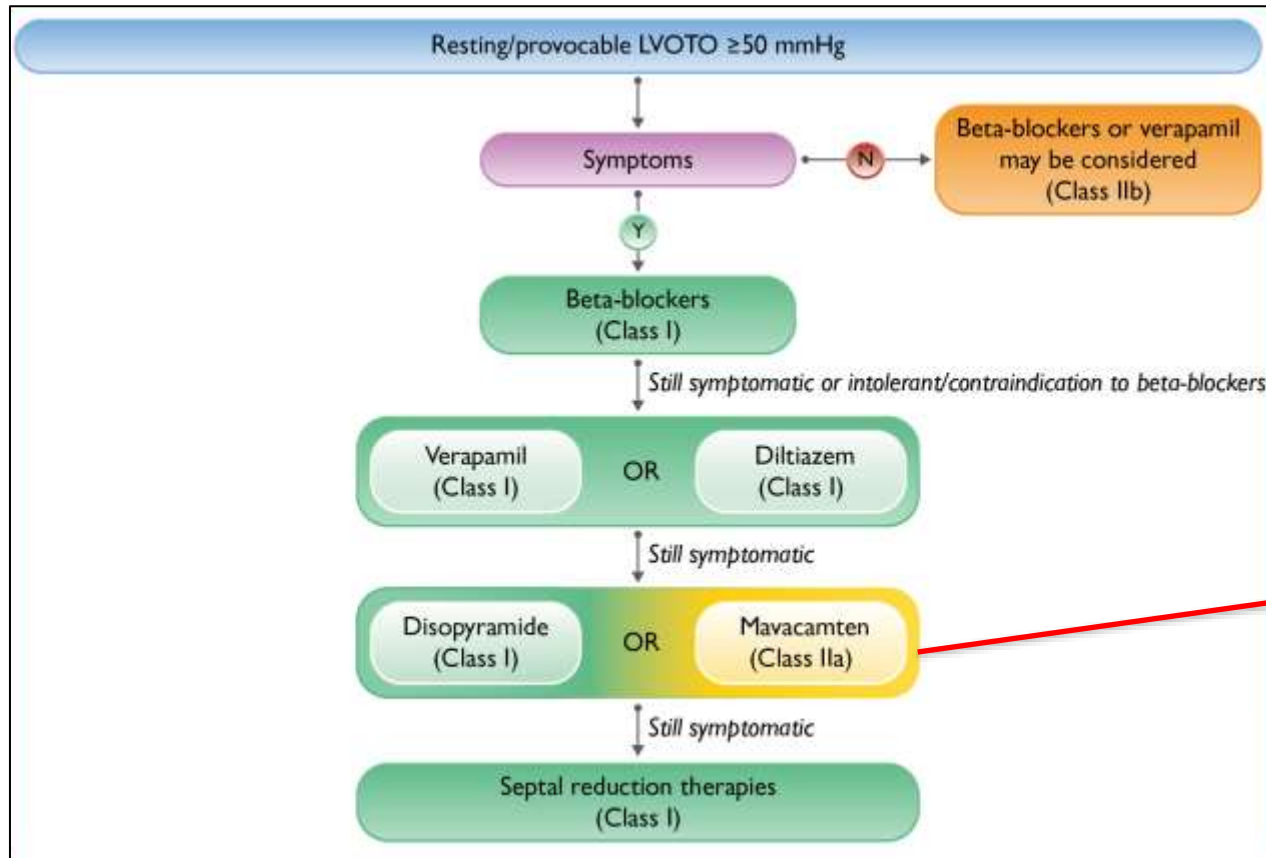 Resting/provocable LVOTO ≥50 mmHg
Symptoms
N
Beta-blockers or verapamil
may be considered
(Class IIb)
Y
Beta-blockers
(Class I)
Still symptomatic or intolerant/contraindication to beta-blockers
Verapamil
(Class I)
OR
Diltiazem
(Class I)
Still symptomatic
Disopyramide
(Class I)
OR
Mavacamten
(Class IIa)
Still symptomatic
Septal reduction therapies
(Class I)